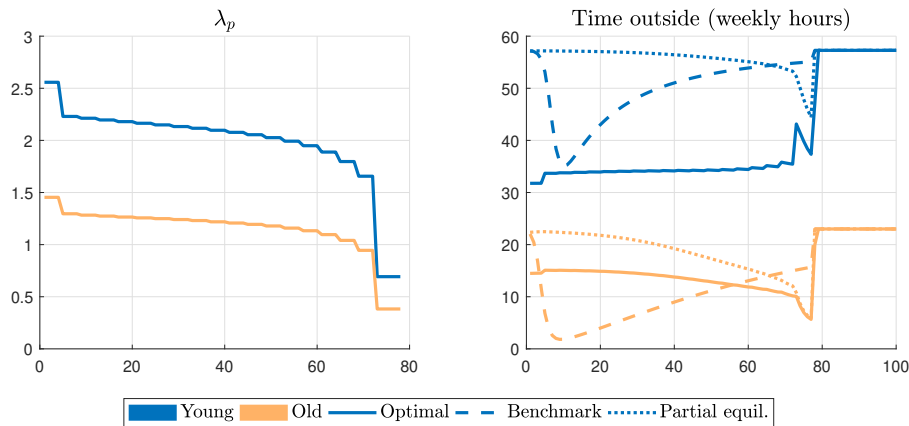 λp
Time outside (weekly hours)
3
2.5
2
1.5
1
0.5
0
0 20 40 60 80
60
50
40
30
20
10
0
0 20 40 60 80 100
Young Old Optimal Benchmark Partial equil.